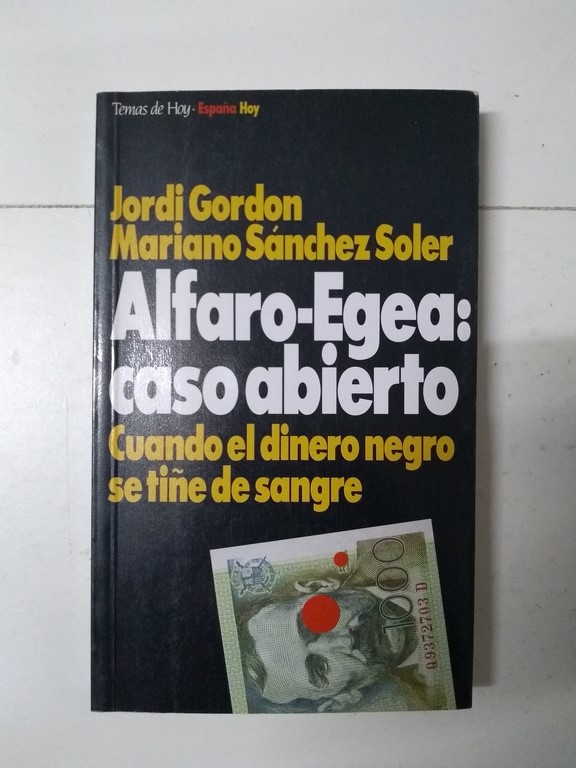 Temas de Hoy · España Hoy
Jordi Gordon
Mariano Sánchez Soler
Alfaro-Egea:
caso abierto
Cuando el dinero negro
se tiñe de sangre
1000
Q9372703 D